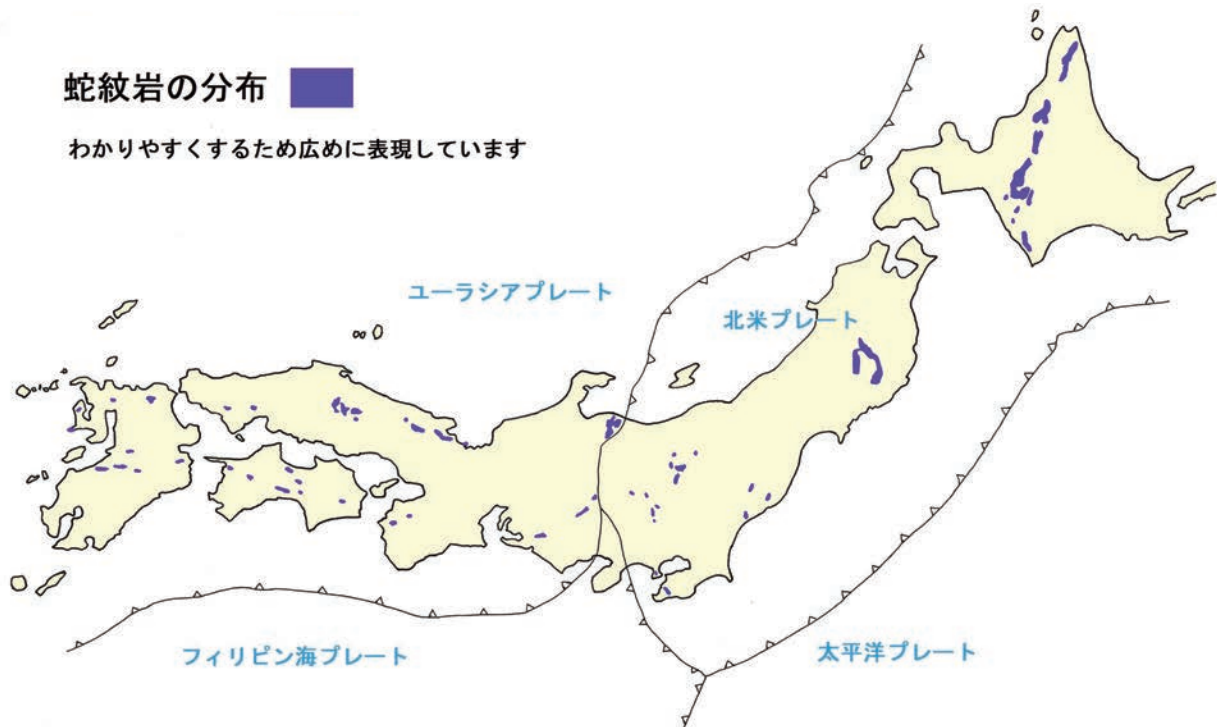 蛇紋岩の分布
わかりやすくするため広めに表現しています
ユーラシアプレート
北米プレート
フィリピン海プレート
太平洋プレート